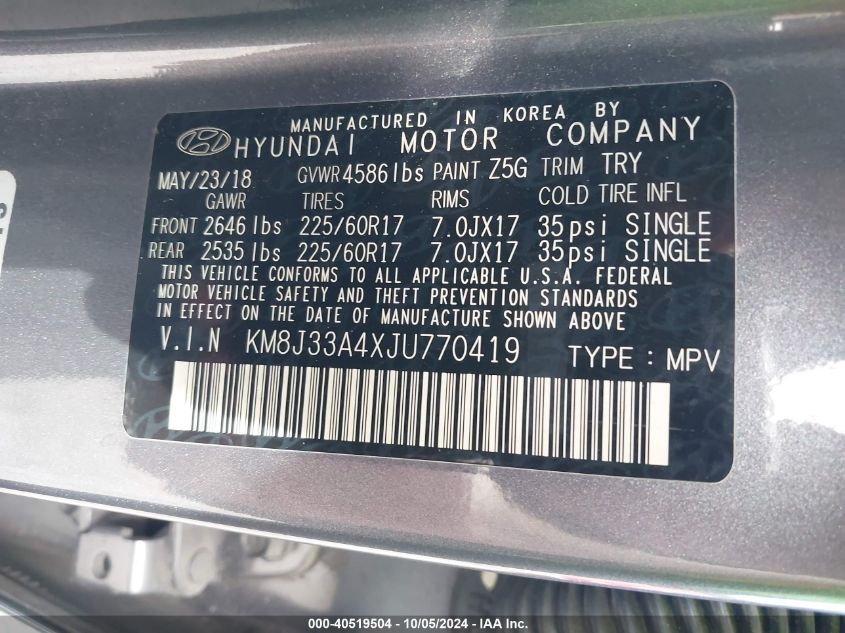 MANUFACTURED IN KOREA BY
HYUNDAI MOTOR COMPANY
MAY/23/18 GVWR 4586 lbs PAINT Z5G TRIM TRY
GAWR TIRES RIMS COLD TIRE INFL
FRONT 2646 lbs 225/60R17 7.0JX17 35psi SINGLE
REAR 2535 lbs 225/60R17 7.0JX17 35psi SINGLE
THIS VEHICLE CONFORMS TO ALL APPLICABLE U.S.A. FEDERAL
MOTOR VEHICLE SAFETY AND THEFT PREVENTION STANDARDS
IN EFFECT ON THE DATE OF MANUFACTURE SHOWN ABOVE
V.I.N KM8J33A4XJU770419 TYPE : MPV
000-40519504 - 10/05/2024 - IAA Inc.